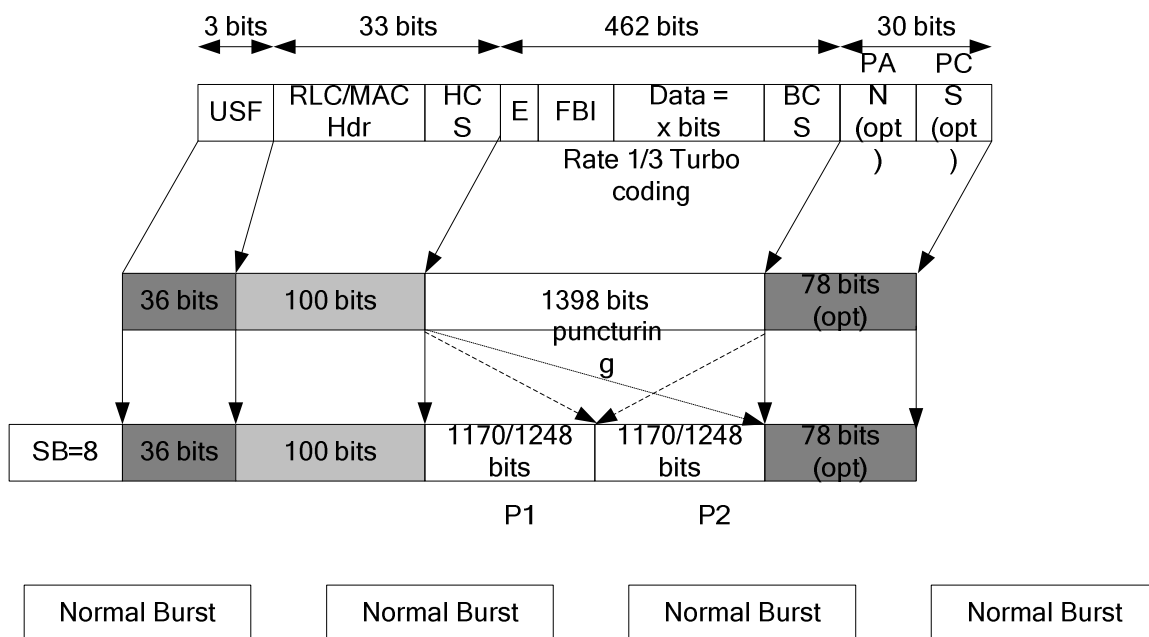 3 bits 33 bits 462 bits 30 bits
USF
RLC/MAC
Hdr
HC
S
E
FBI
Data =
x bits
BC
S
PA
N
(opt
)
PC
S
(opt
)
Rate 1/3 Turbo
coding
36 bits
100 bits
1398 bits
78 bits
(opt)
puncturin
g
SB=8
36 bits
100 bits
1170/1248
bits
1170/1248
bits
78 bits
(opt)
P1 P2
Normal Burst Normal Burst Normal Burst Normal Burst